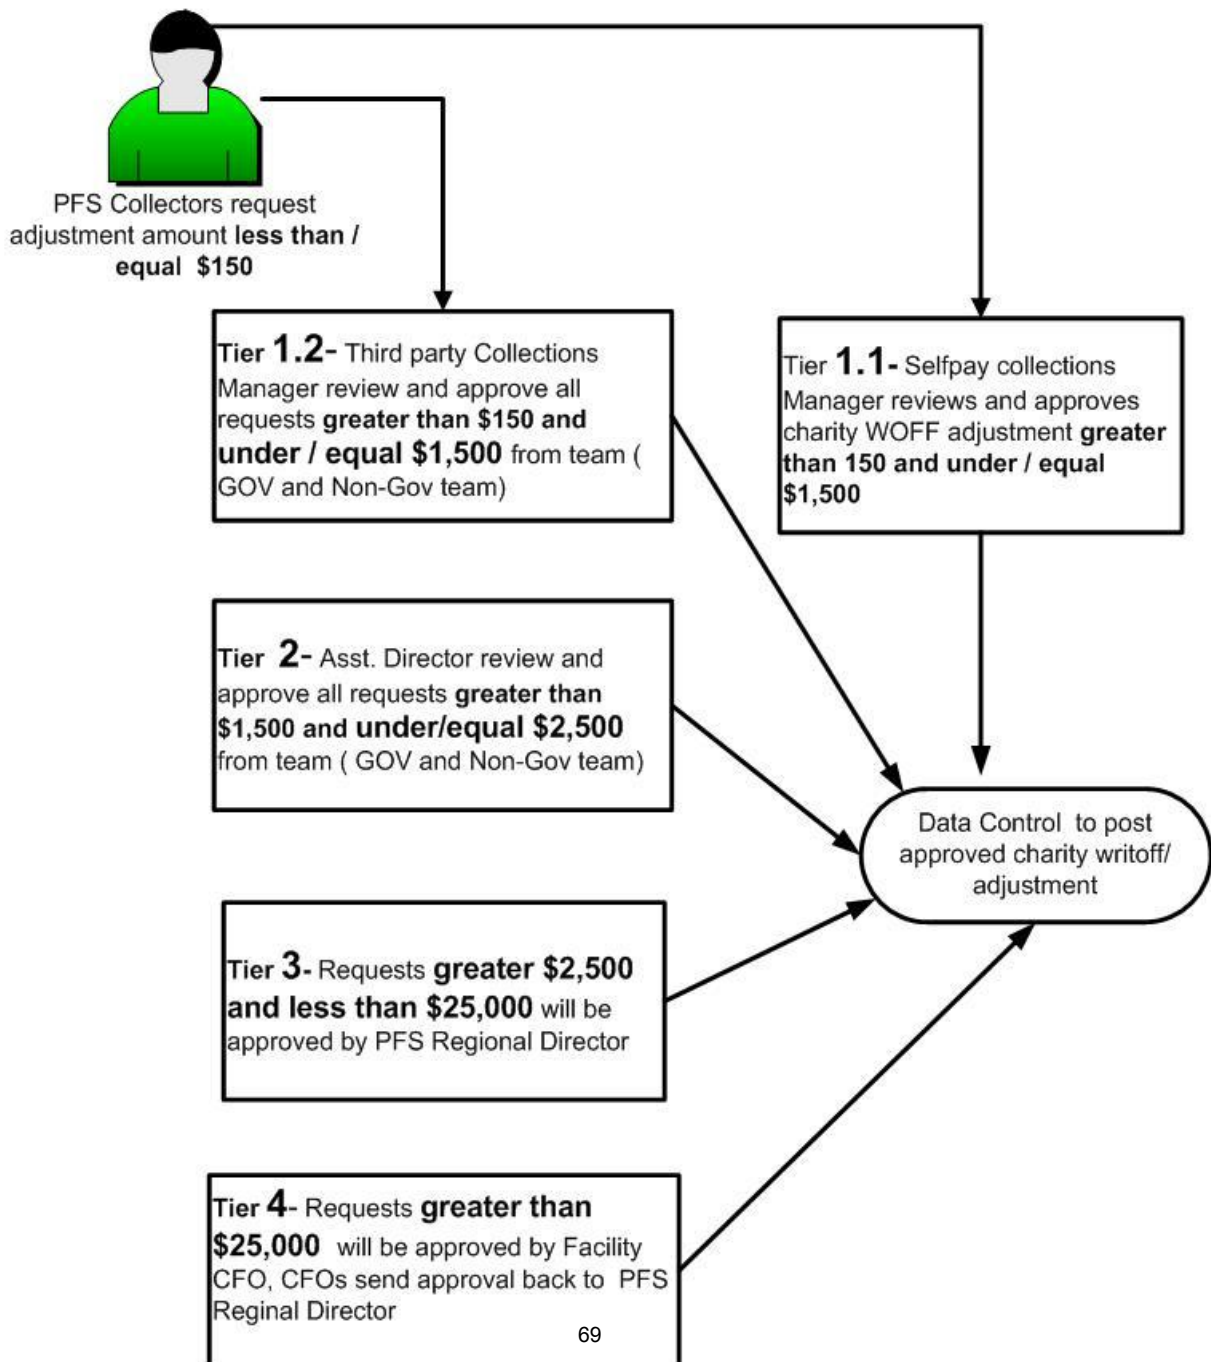 PFS Collectors request
adjustment amount less than /
equal $150
Tier 1.2- Third party Collections
Manager review and approve all
requests greater than $150 and
under / equal $1,500 from team (
GOV and Non-Gov team)
Tier 1.1- Selfpay collections
Manager reviews and approves
charity WOFF adjustment greater
than 150 and under / equal
$1,500
Tier 2- Asst. Director review and
approve all requests greater than
$1,500 and under/equal $2,500
from team ( GOV and Non-Gov team)
Data Control to post
approved charity writoff/
adjustment
Tier 3- Requests greater $2,500
and less than $25,000 will be
approved by PFS Regional Director
Tier 4- Requests greater than
$25,000 will be approved by Facility
CFO, CFOs send approval back to PFS
Reginal Director
69